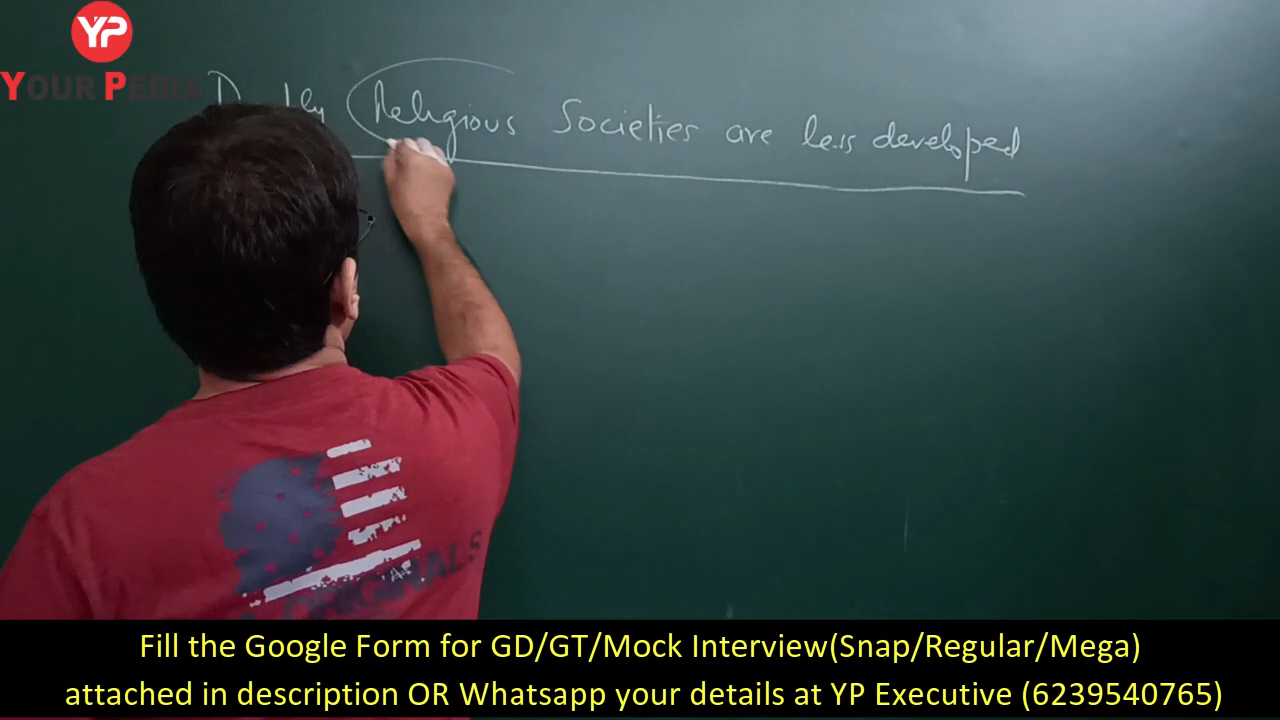 YP
YOUR PEDIA
Religious Societies are less developed
ORIGINALS
Fill the Google Form for GD/GT/Mock Interview(Snap/Regular/Mega)
attached in description OR Whatsapp your details at YP Executive (6239540765)